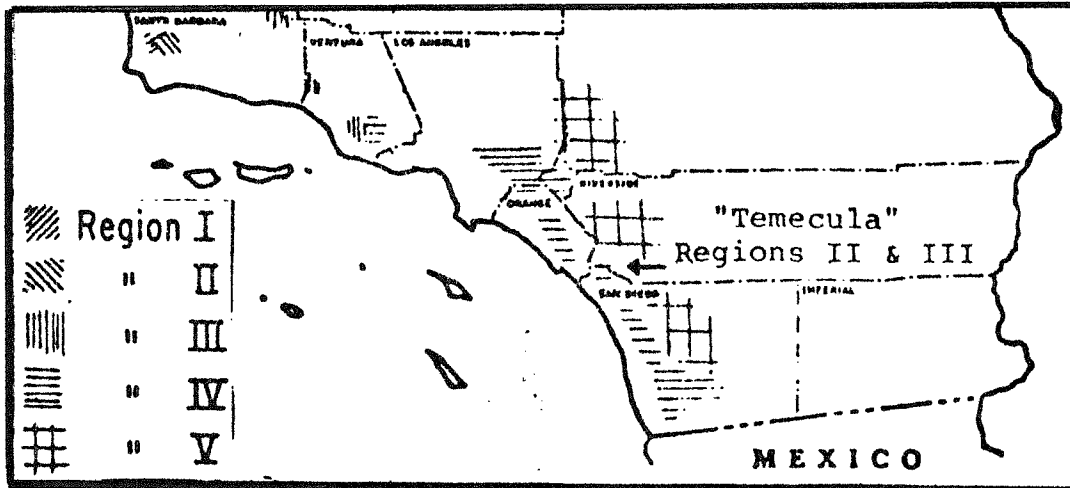 SANTA BARBARA
VENTURA
LOS ANGELES
RIVERSIDE
ORANGE
"Temecula"
Regions II & III
SAN DIEGO
IMPERIAL
Region I
" II
" III
" IV
" V
MEXICO